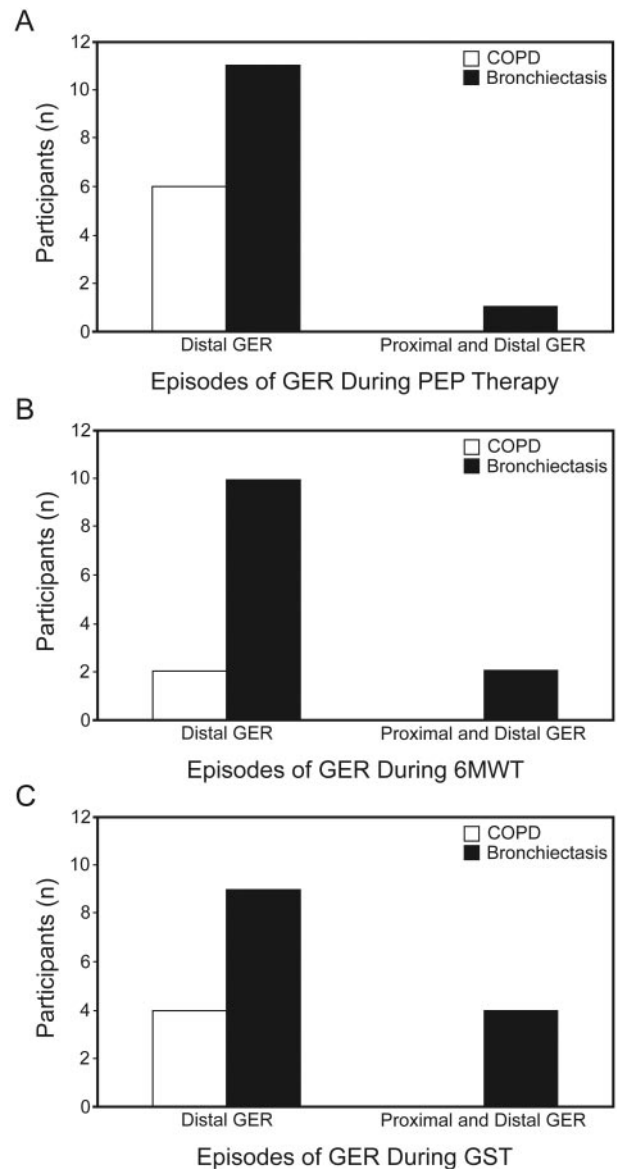 A
12
10
8
6
4
2
0
Participants (n)
COPD
Bronchiectasis
Distal GER
Proximal and Distal GER
Episodes of GER During PEP Therapy
B
12
10
8
6
4
2
0
Participants (n)
COPD
Bronchiectasis
Distal GER
Proximal and Distal GER
Episodes of GER During 6MWT
C
12
10
8
6
4
2
0
Participants (n)
COPD
Bronchiectasis
Distal GER
Proximal and Distal GER
Episodes of GER During GST